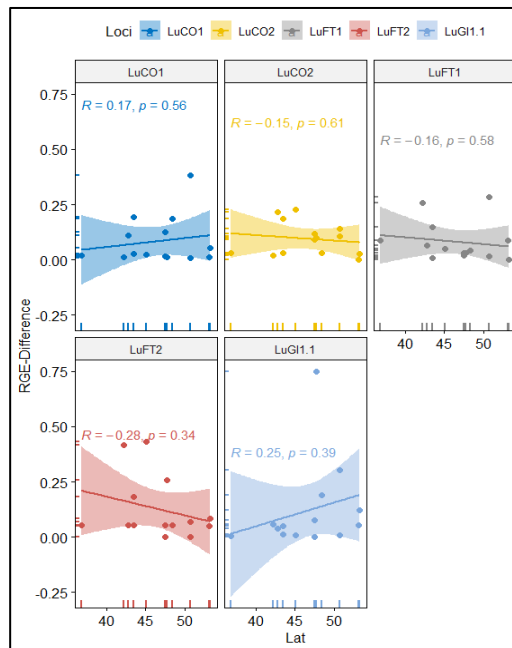 Loci LuCO1 LuCO2 LuFT1 LuFT2 LuGI1.1
LuCO1 LuCO2 LuFT1
0.75
R = 0.17, p = 0.56
R = −0.15, p = 0.61
R = −0.16, p = 0.58
0.50
0.25
0.00
-0.25
40 45 50
LuFT2 LuGI1.1
0.75
R = −0.28, p = 0.34
R = 0.25, p = 0.39
0.50
0.25
0.00
-0.25
40 45 50 40 45 50
Lat
RGE-Difference